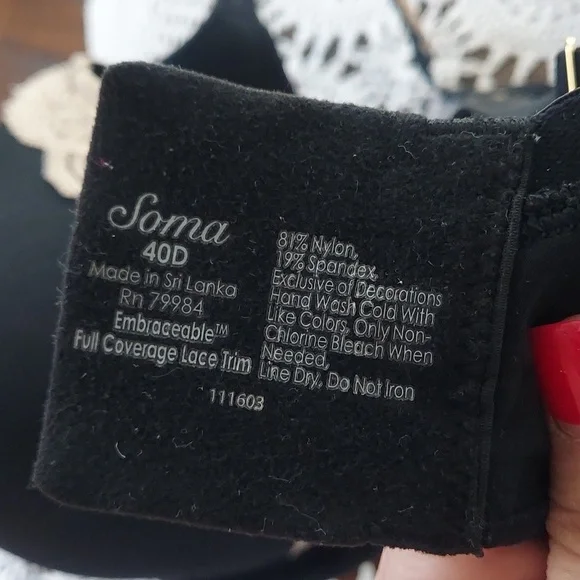 Soma
40D
Made in Sri Lanka
Rn 79984
Embraceable™
Full Coverage Lace Trim
111603
81% Nylon,
19% Spandex,
Exclusive of Decorations
Hand Wash Cold With
Like Colors, Only Non-
Chlorine Bleach When
Needed,
Line Dry, Do Not Iron